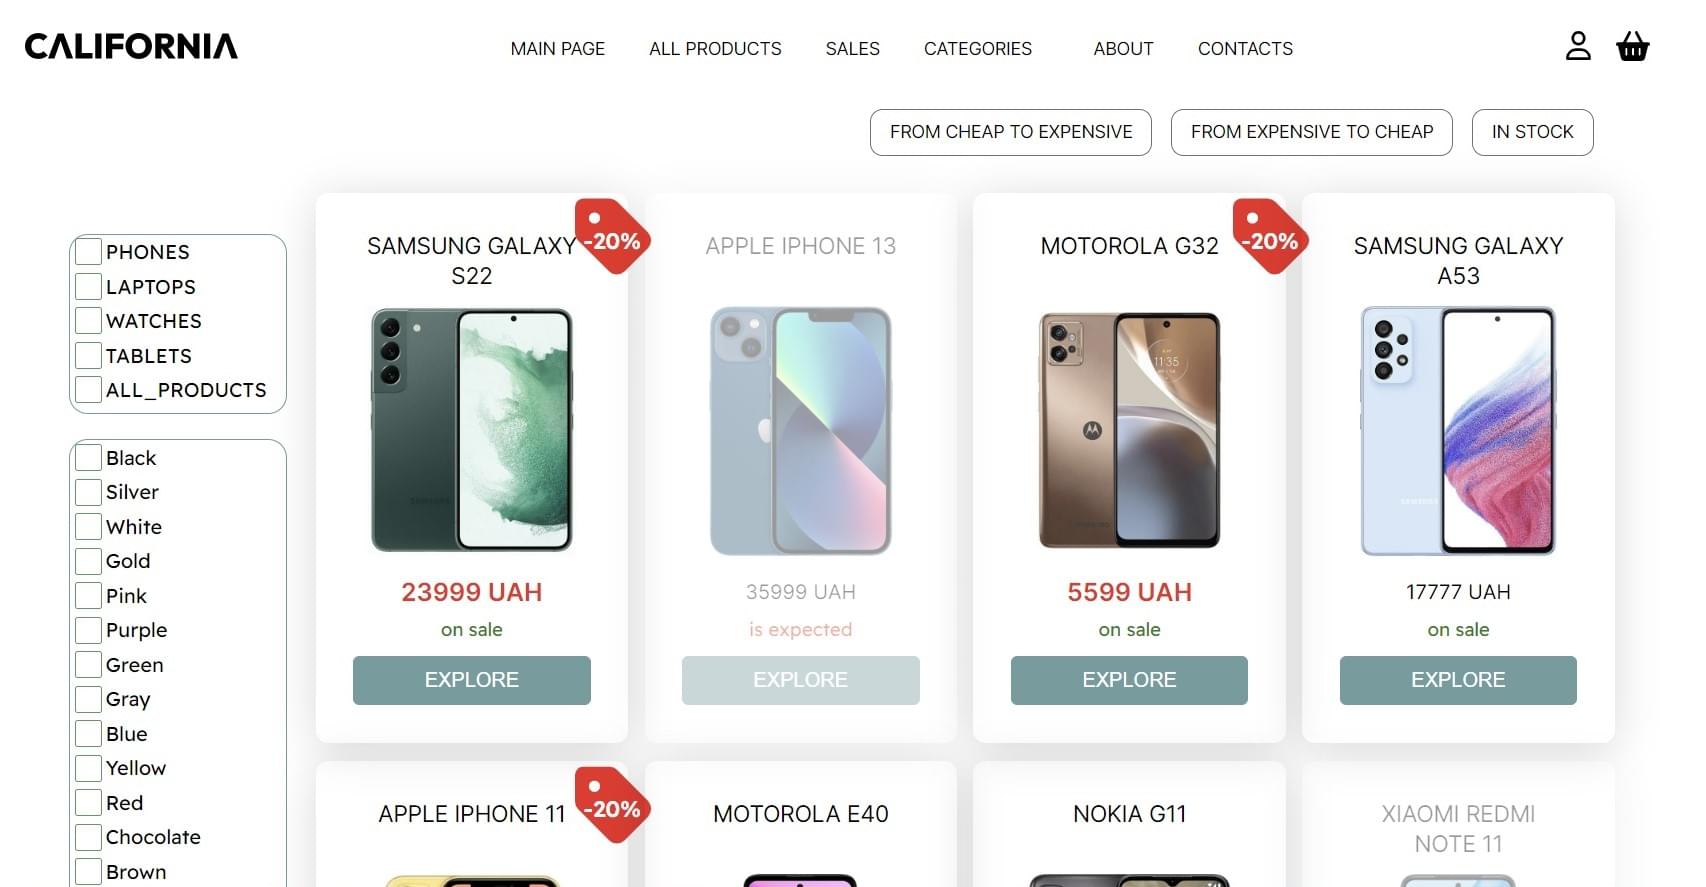 CALIFORNIA
MAIN PAGE
ALL PRODUCTS
SALES
CATEGORIES
ABOUT
CONTACTS
FROM CHEAP TO EXPENSIVE
FROM EXPENSIVE TO CHEAP
IN STOCK
PHONES
LAPTOPS
WATCHES
TABLETS
ALL_PRODUCTS
Black
Silver
White
Gold
Pink
Purple
Green
Gray
Blue
Yellow
Red
Chocolate
Brown
SAMSUNG GALAXY
S22
-20%
23999 UAH
on sale
EXPLORE
APPLE IPHONE 13
35999 UAH
is expected
EXPLORE
MOTOROLA G32
-20%
11:35
5599 UAH
on sale
EXPLORE
SAMSUNG GALAXY
A53
SAMSUNG
17777 UAH
on sale
EXPLORE
APPLE IPHONE 11
-20%
MOTOROLA E40
NOKIA G11
XIAOMI REDMI
NOTE 11